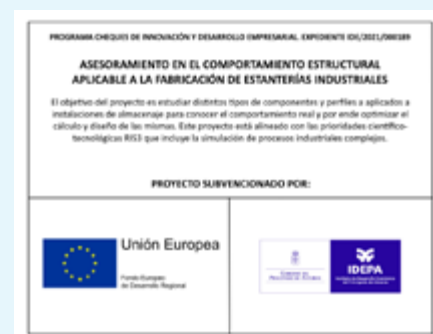 PROGRAMA CHEQUES DE INNOVACIÓN Y DESARROLLO EMPRESARIAL. EXPEDIENTE IDE/2021/000189
ASESORAMIENTO EN EL COMPORTAMIENTO ESTRUCTURAL
APLICABLE A LA FABRICACIÓN DE ESTANTERÍAS INDUSTRIALES
El objetivo del proyecto es estudiar distintos tipos de componentes y perfiles a aplicados a
instalaciones de almacenaje para conocer el comportamiento real y por ende optimizar el
cálculo y diseño de las mismas. Este proyecto está alineado con las prioridades científico-
tecnológicas RIS3 que incluye la simulación de procesos industriales complejos.
PROYECTO SUBVENCIONADO POR:
Unión Europea
Fondo Europeo
de Desarrollo Regional
IDEPA